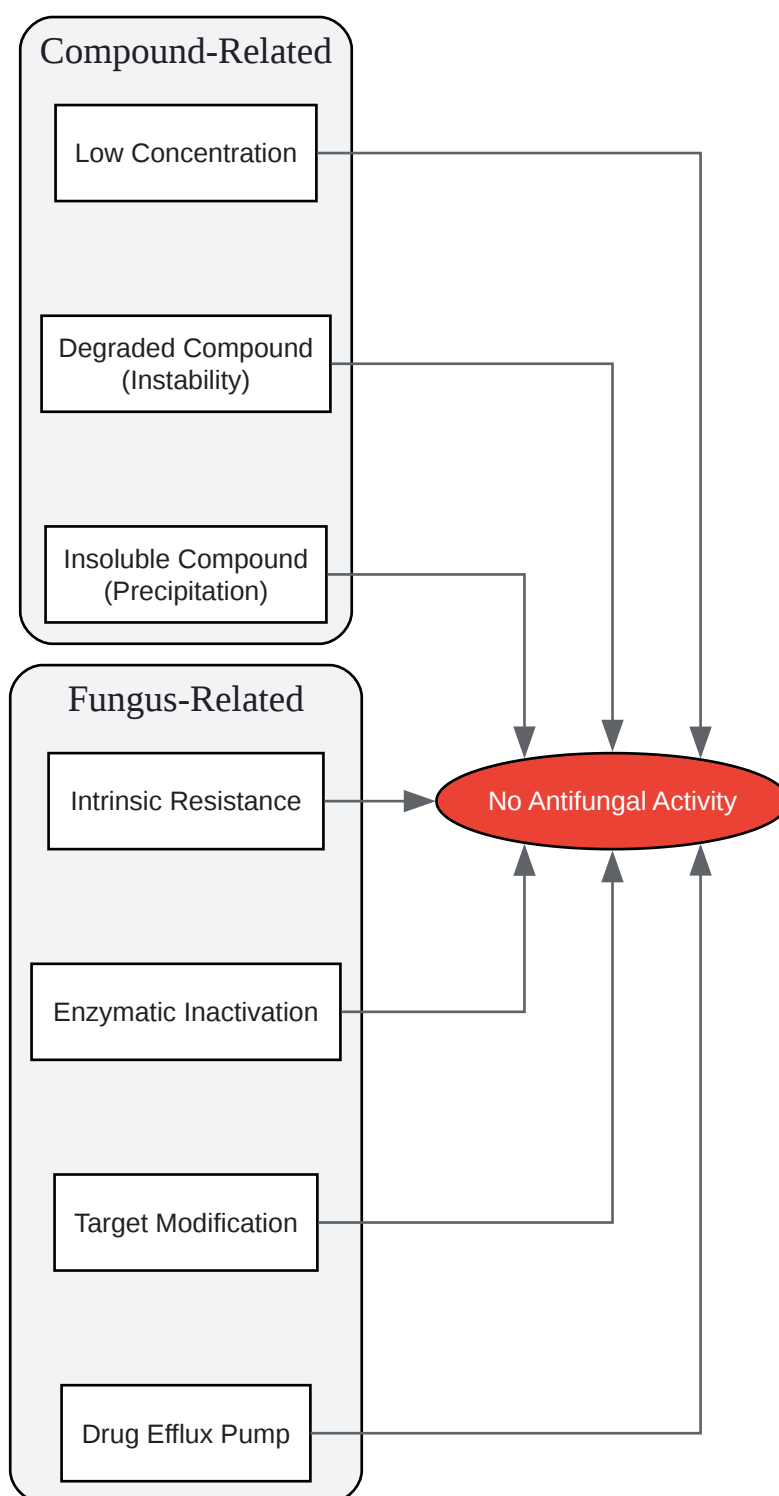 Compound-Related
Low Concentration
Degraded Compound
(Instability)
Insoluble Compound
(Precipitation)
Fungus-Related
Intrinsic Resistance
No Antifungal Activity
Enzymatic Inactivation
Target Modification
Drug Efflux Pump